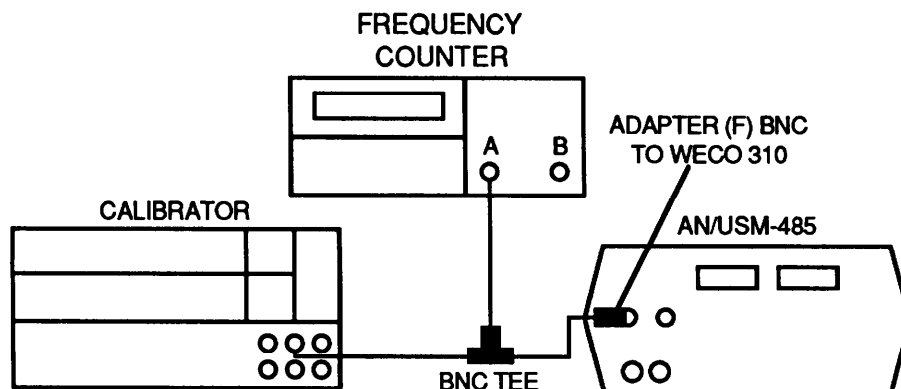 FREQUENCY
COUNTER
A B
ADAPTER (F) BNC
TO WECO 310
CALIBRATOR
AN/USM-485
BNC TEE